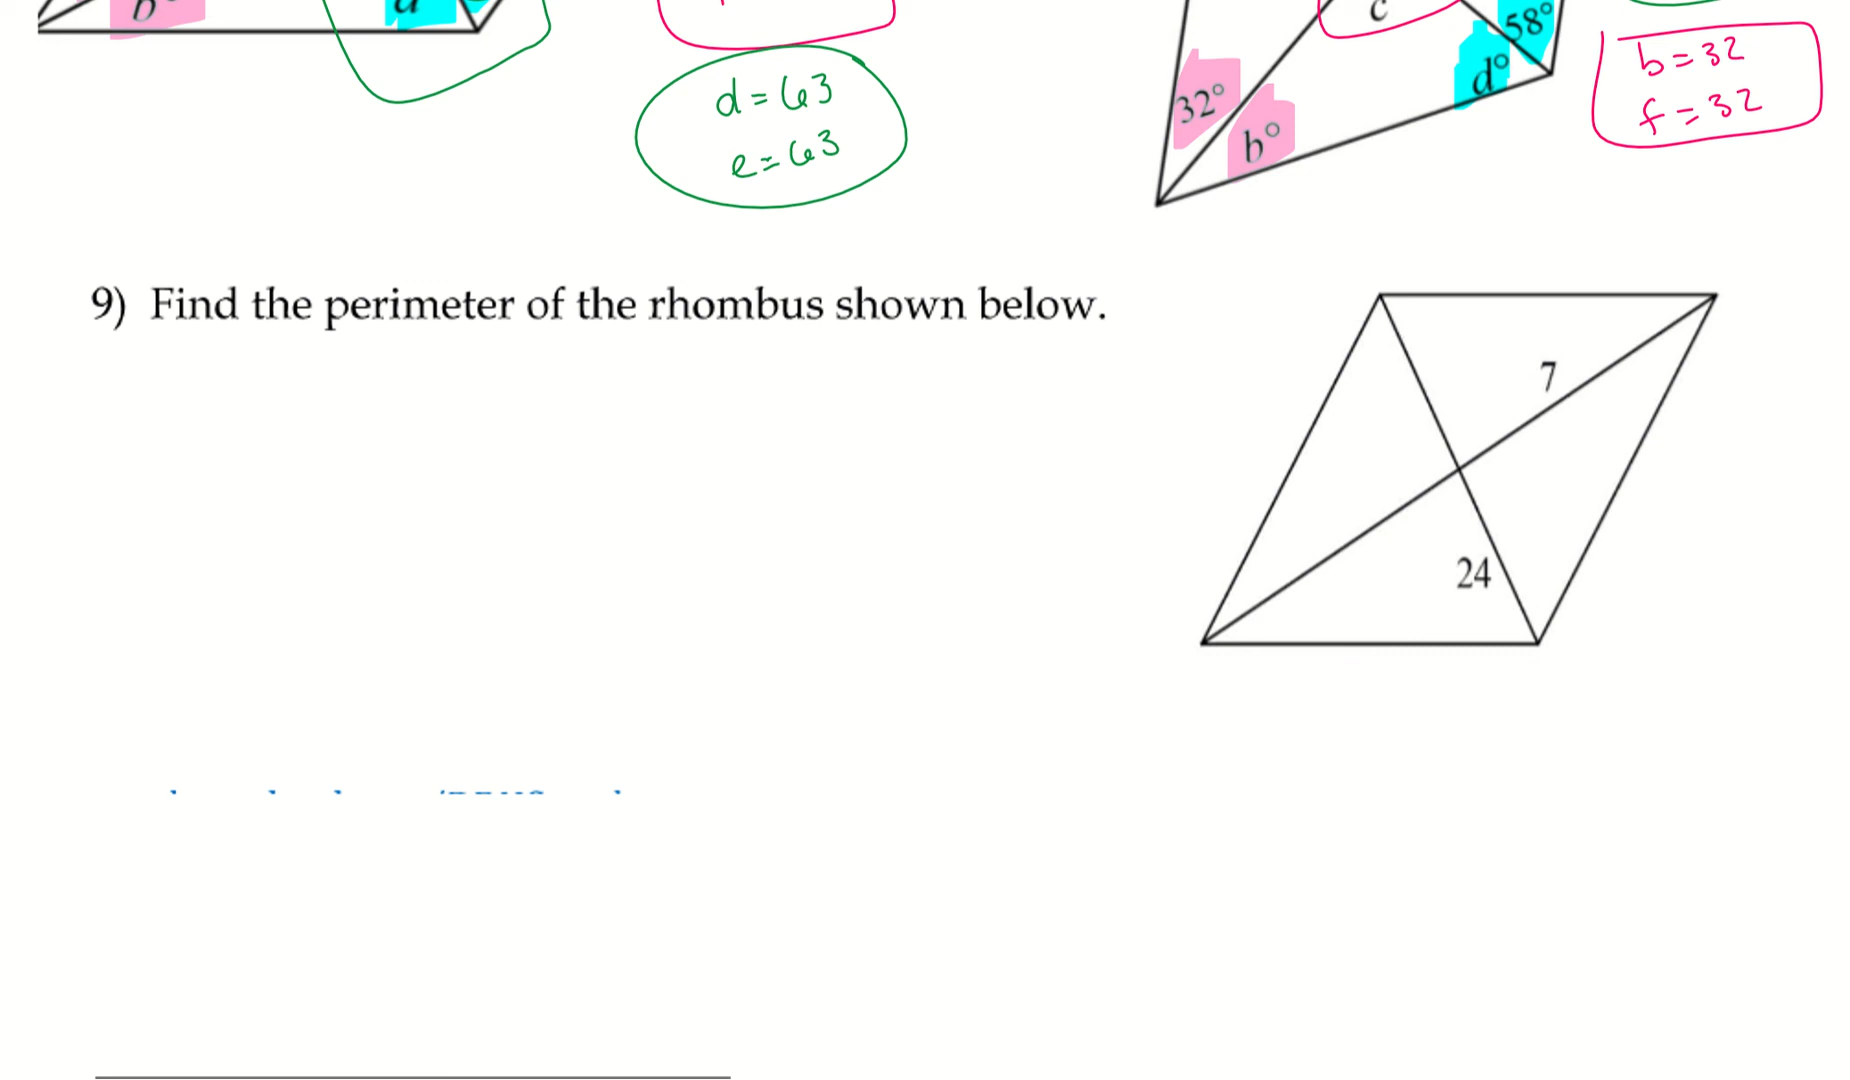 b
d
d = 63
e = 63
c
58°
d°
32°
b°
b = 32
f = 32
9) Find the perimeter of the rhombus shown below.
7
24